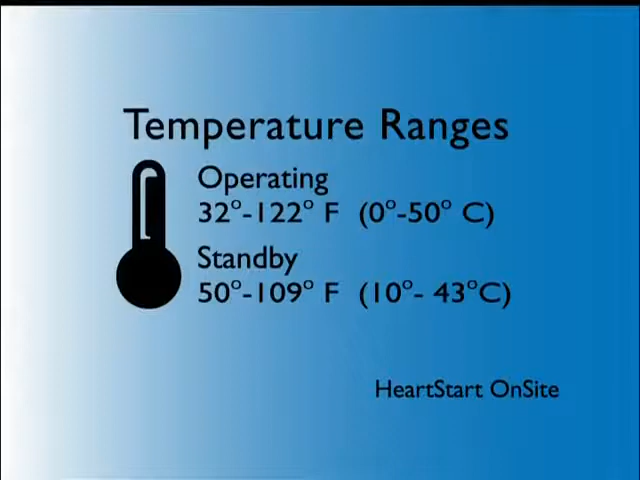 Temperature Ranges
Operating
32°-122° F (0°-50° C)
Standby
50°-109° F (10°- 43°C)
HeartStart OnSite